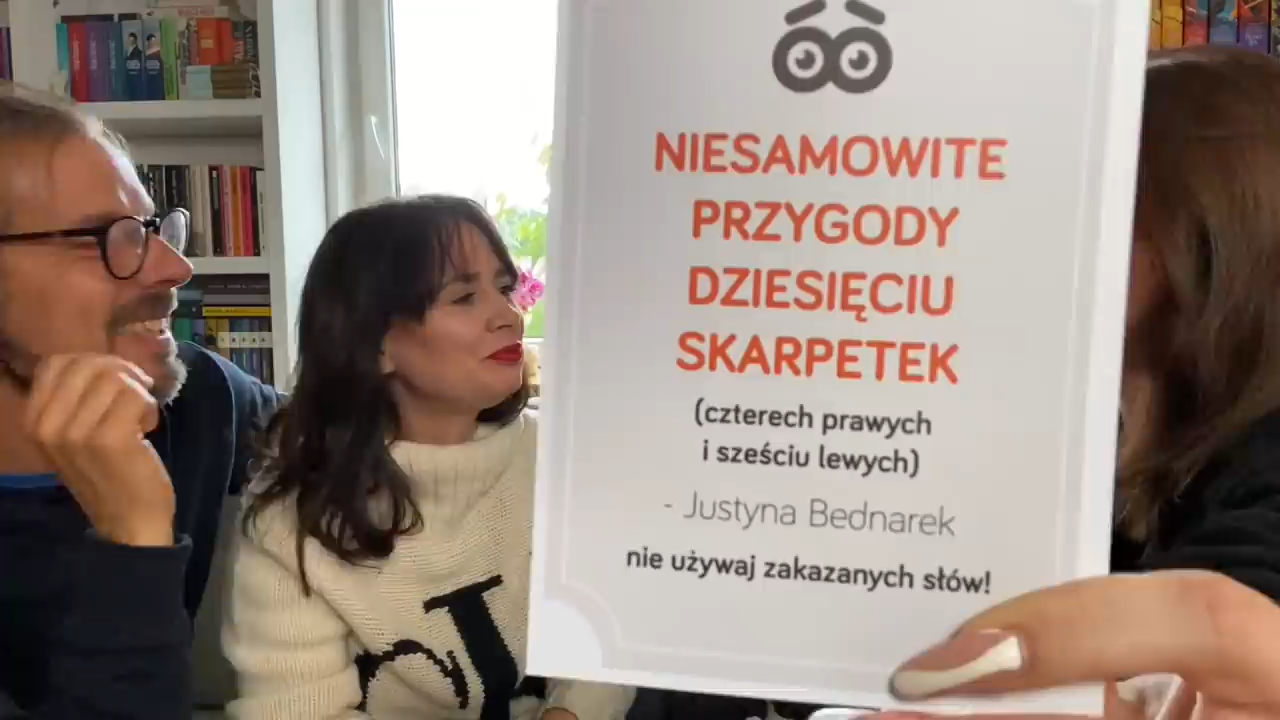 NIESAMOWITE
PRZYGODY
DZIESIĘCIU
SKARPETEK
(czterech prawych
i sześciu lewych)
- Justyna Bednarek
nie używaj zakazanych słów!